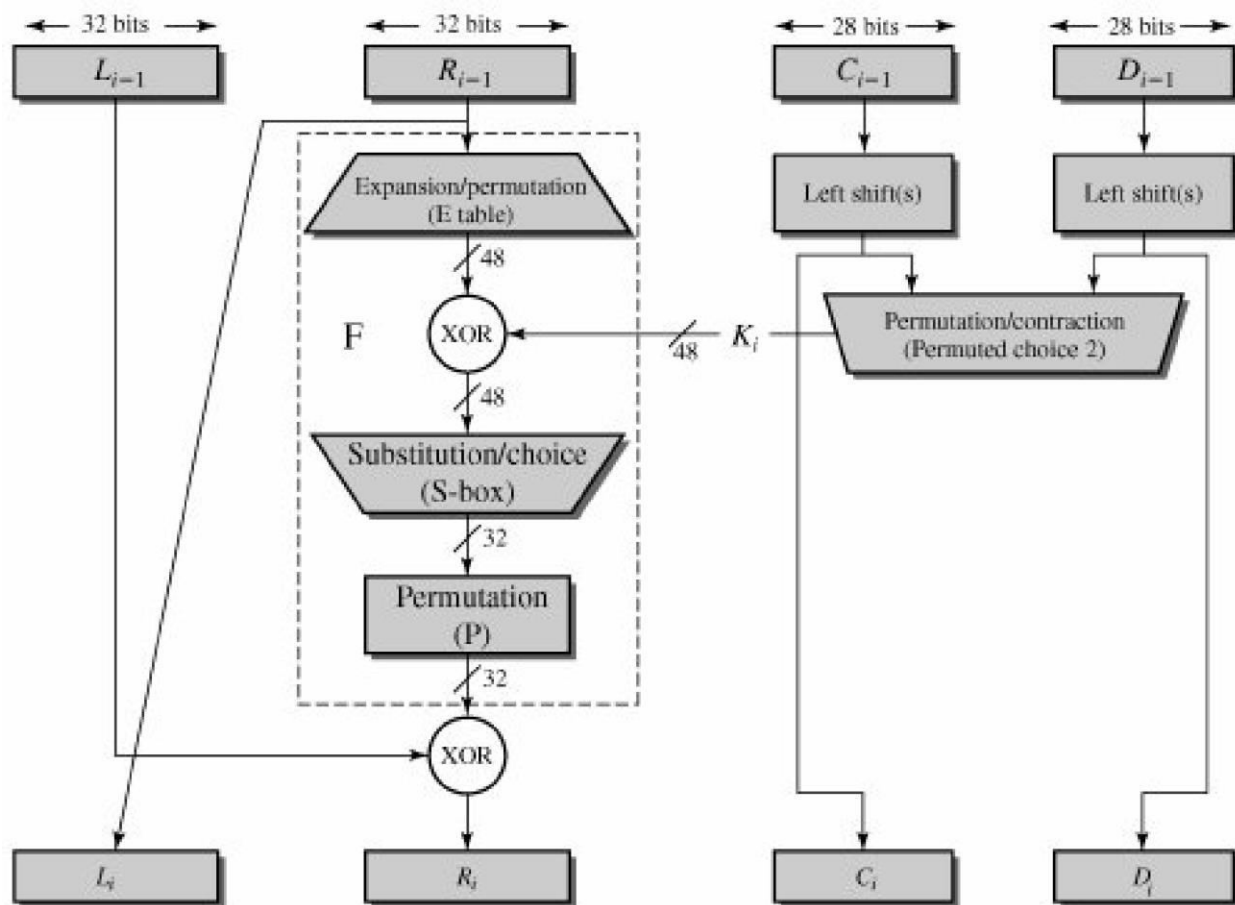 32 bits
32 bits
28 bits
28 bits
L_{i−1}
R_{i−1}
C_{i−1}
D_{i−1}
Expansion/permutation
(E table)
Left shift(s)
Left shift(s)
48
F
XOR
48
K_i
Permutation/contraction
(Permuted choice 2)
48
Substitution/choice
(S-box)
32
Permutation
(P)
32
XOR
L_i
R_i
C_i
D_i